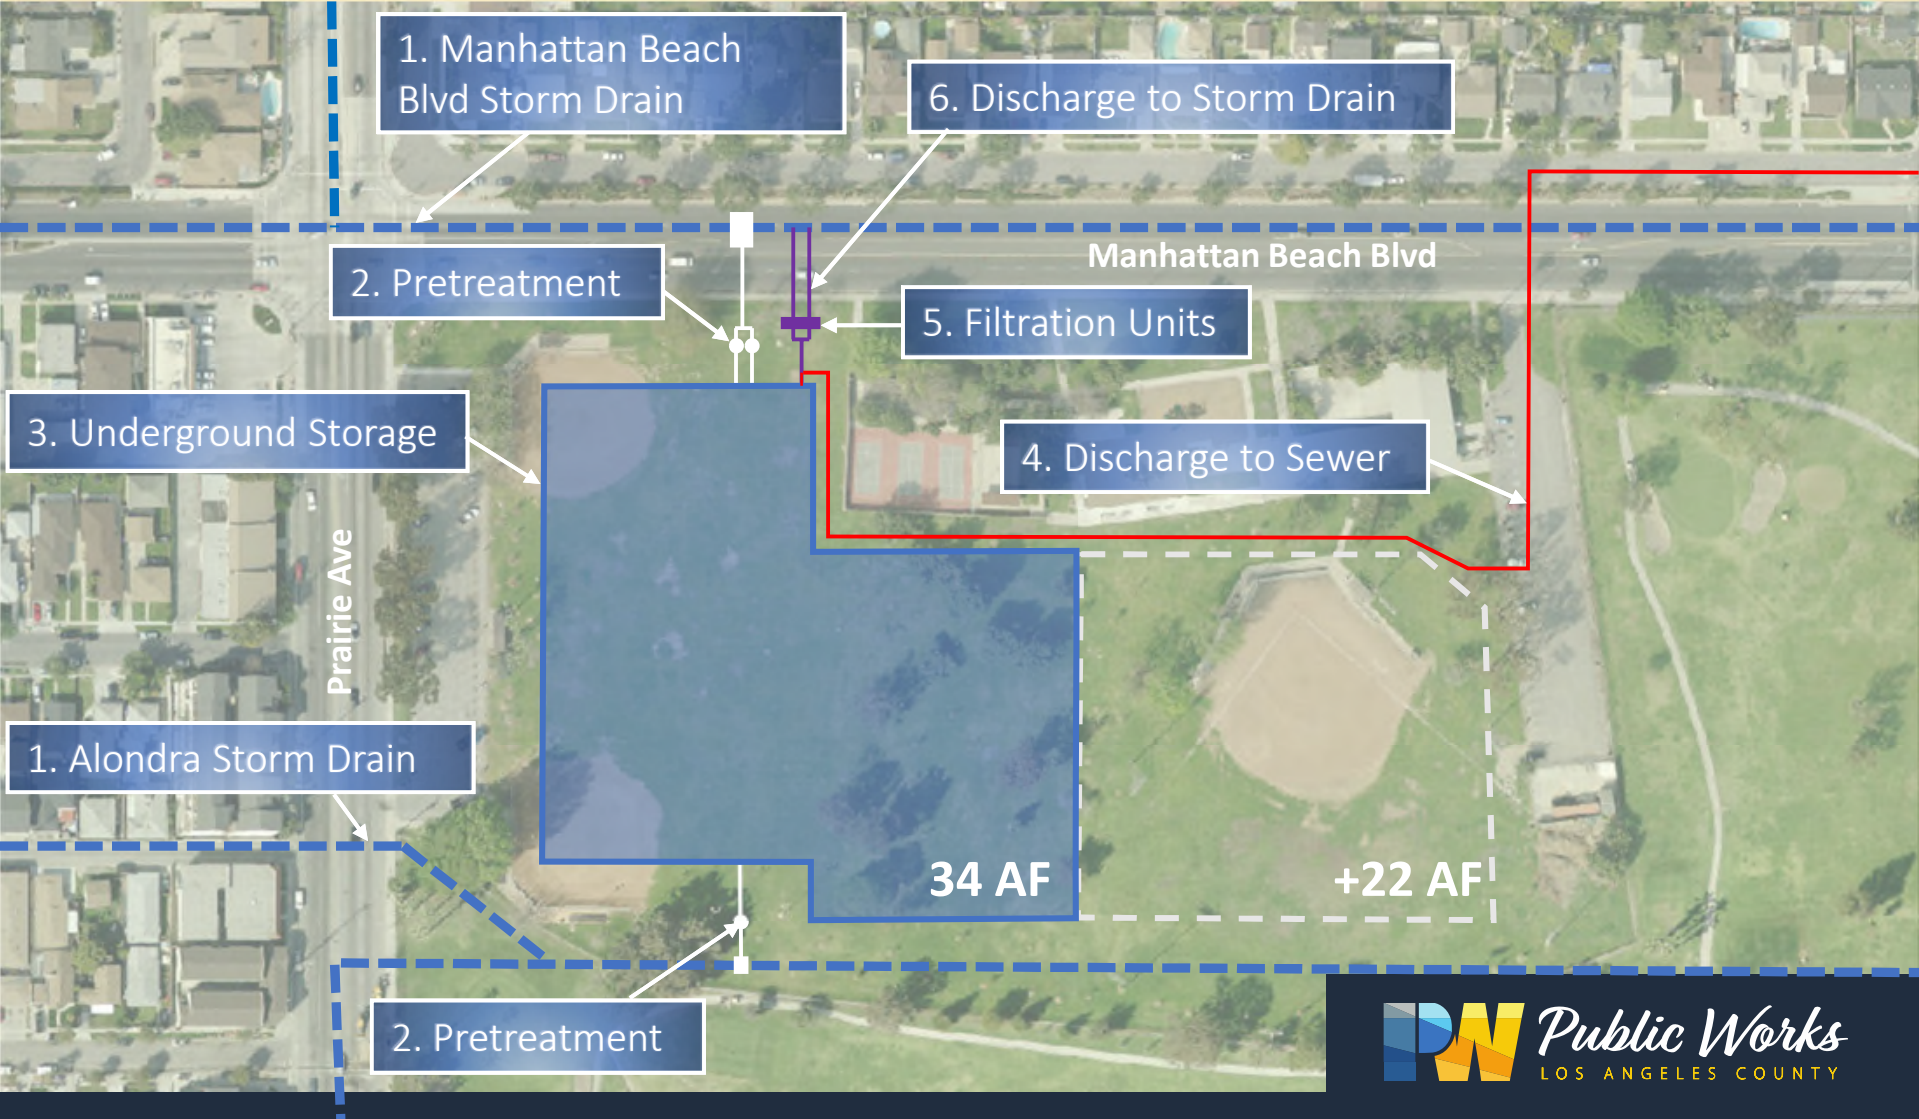 1. Manhattan Beach
Blvd Storm Drain
6. Discharge to Storm Drain
Manhattan Beach Blvd
2. Pretreatment
5. Filtration Units
3. Underground Storage
4. Discharge to Sewer
Prairie Ave
1. Alondra Storm Drain
34 AF
+22 AF
2. Pretreatment
PW
Public Works
LOS ANGELES COUNTY